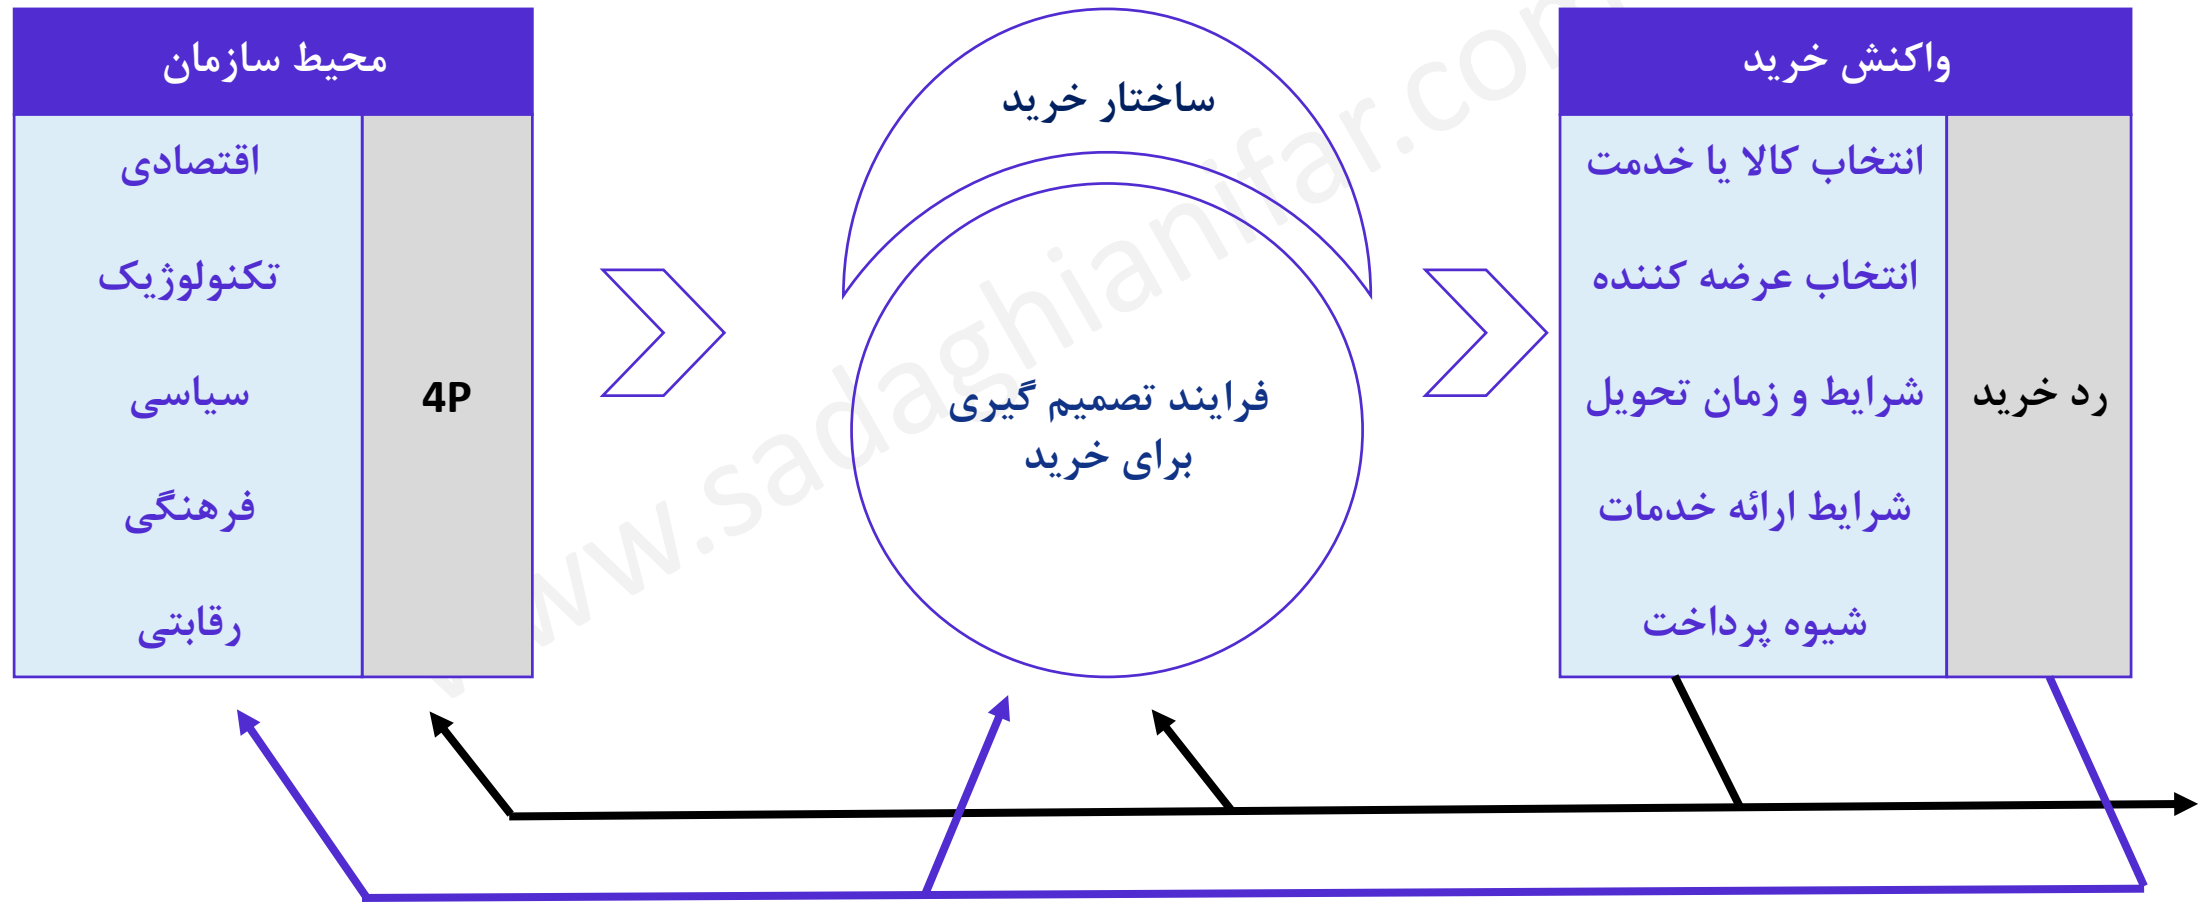 محیط سازمان
اقتصادی
تکنولوژیک
سیاسی
فرهنگی
رقابتی
4P
ساختار خرید
فرایند تصمیم گیری
برای خرید
واکنش خرید
انتخاب کالا یا خدمت
انتخاب عرضه کننده
شرایط و زمان تحویل
شرایط ارائه خدمات
شیوه پرداخت
رد خرید
www.sadaghianifar.com